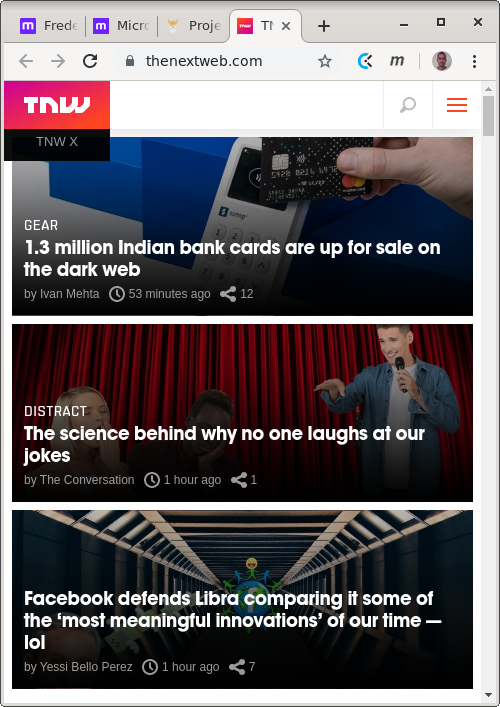 Frede
Micro
Proje
TN
thenextweb.com
m
TNW
TNW X
GEAR
1.3 million Indian bank cards are up for sale on
the dark web
by Ivan Mehta 53 minutes ago 12
DISTRACT
The science behind why no one laughs at our
jokes
by The Conversation 1 hour ago 1
Facebook defends Libra comparing it some of
the ‘most meaningful innovations’ of our time —
lol
by Yessi Bello Perez 1 hour ago 7